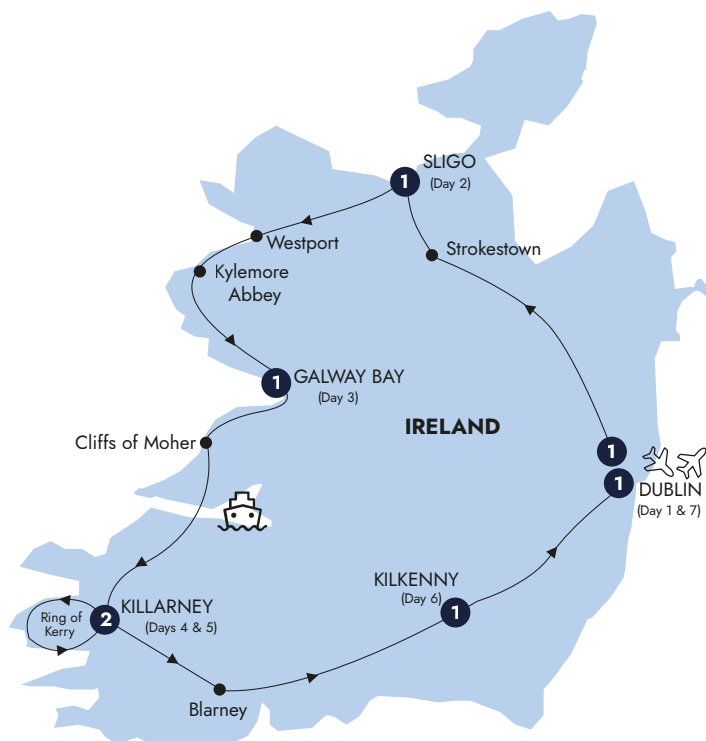 1
SLIGO
(Day 2)
Westport
Strokestown
Kylemore
Abbey
1
GALWAY BAY
(Day 3)
IRELAND
Cliffs of Moher
1
1
DUBLIN
(Day 1 & 7)
KILKENNY
(Day 6)
1
Ring of
Kerry
2
KILLARNEY
(Days 4 & 5)
Blarney